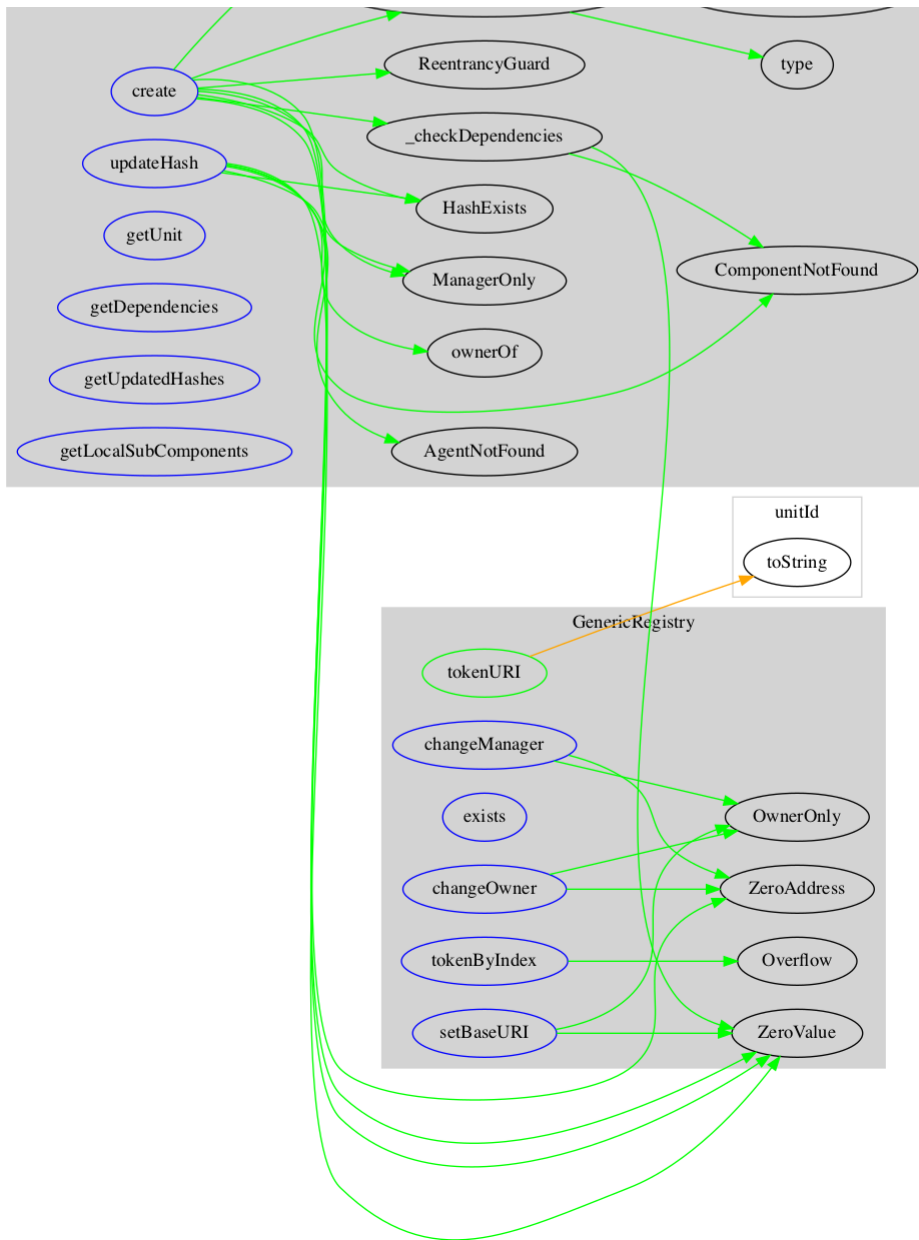 create
ReentrancyGuard
type
_checkDependencies
updateHash
HashExists
getUnit
ManagerOnly
ComponentNotFound
getDependencies
ownerOf
getUpdatedHashes
getLocalSubComponents
AgentNotFound
unitId
toString
GenericRegistry
tokenURI
changeManager
exists
OwnerOnly
changeOwner
ZeroAddress
tokenByIndex
Overflow
setBaseURI
ZeroValue